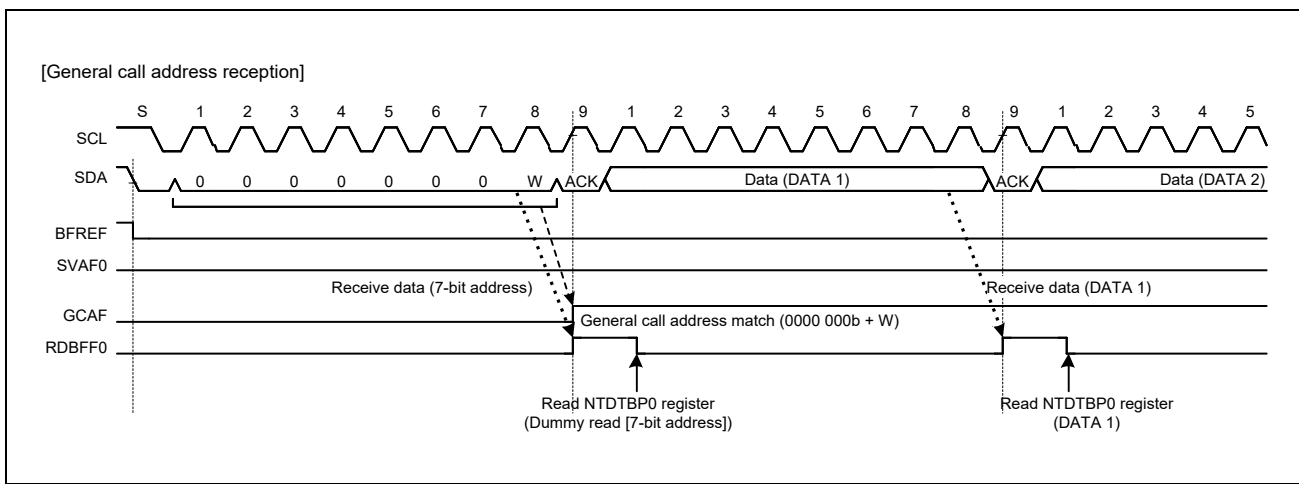 [General call address reception]
S 1 2 3 4 5 6 7 8 9 1 2 3 4 5 6 7 8 9 1 2 3 4 5
SCL
SDA 0 0 0 0 0 0 0 W ACK Data (DATA 1) ACK Data (DATA 2)
BFREF
SVAF0
Receive data (7-bit address) Receive data (DATA 1)
GCAF
General call address match (0000 000b + W)
RDBFF0
Read NTDTBP0 register Read NTDTBP0 register
(Dummy read [7-bit address]) (DATA 1)